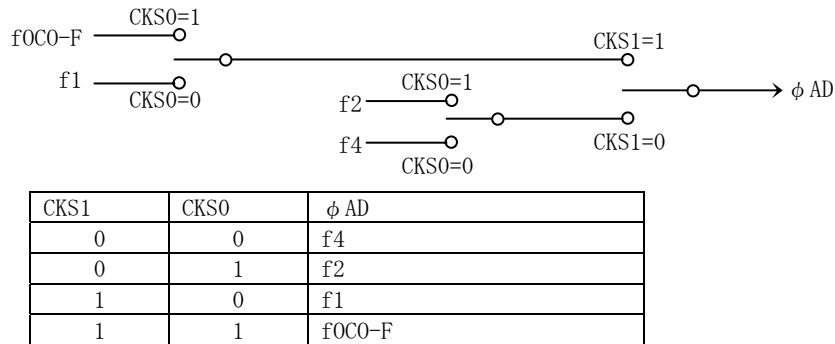 CKS0=1
fOCO-F
CKS1=1
f1
CKS0=0
CKS0=1
f2
φAD
f4
CKS1=0
CKS0=0
CKS1 CKS0 φAD
0 0 f4
0 1 f2
1 0 f1
1 1 fOCO-F